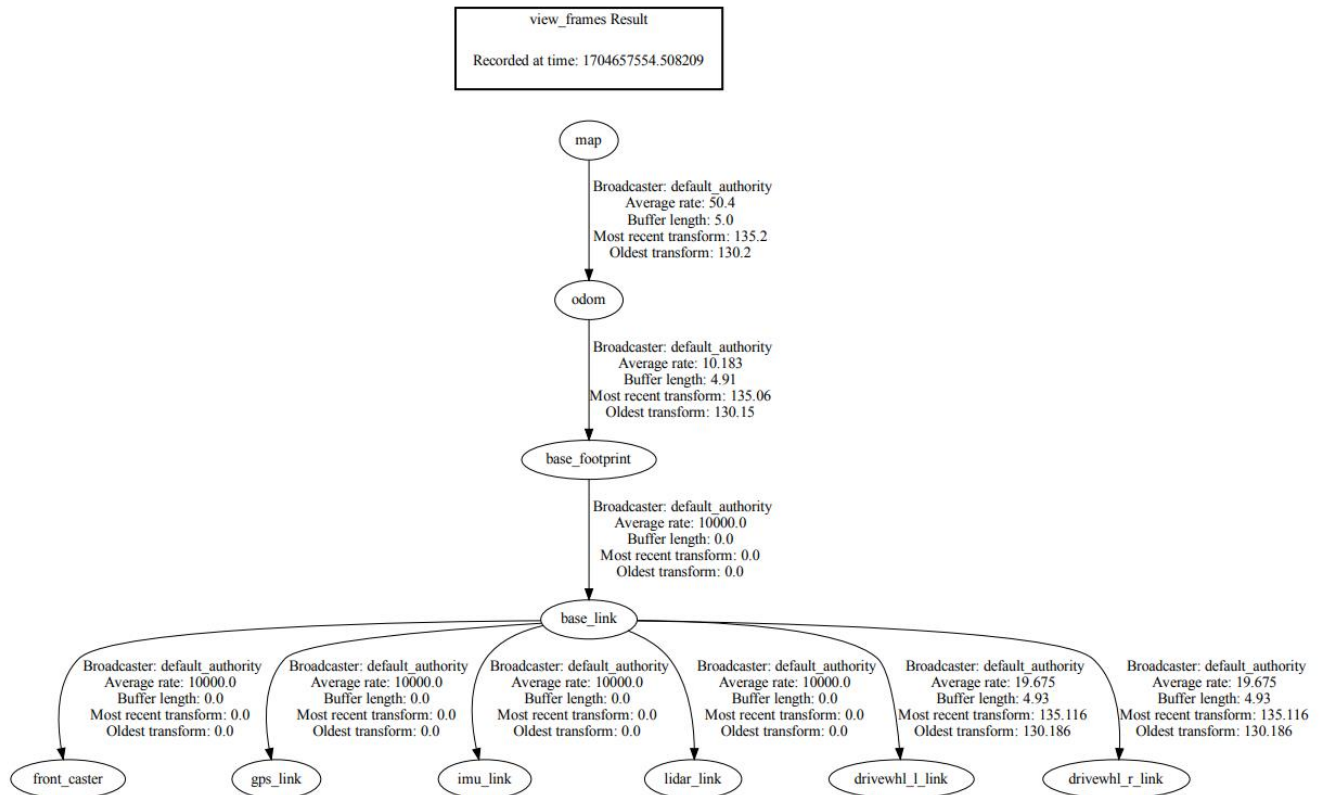 view_frames Result
Recorded at time: 1704657554.508209
map
Broadcaster: default_authority
Average rate: 50.4
Buffer length: 5.0
Most recent transform: 135.2
Oldest transform: 130.2
odom
Broadcaster: default_authority
Average rate: 10.183
Buffer length: 4.91
Most recent transform: 135.06
Oldest transform: 130.15
base_footprint
Broadcaster: default_authority
Average rate: 10000.0
Buffer length: 0.0
Most recent transform: 0.0
Oldest transform: 0.0
base_link
Broadcaster: default_authority
Average rate: 10000.0
Buffer length: 0.0
Most recent transform: 0.0
Oldest transform: 0.0
Broadcaster: default_authority
Average rate: 10000.0
Buffer length: 0.0
Most recent transform: 0.0
Oldest transform: 0.0
Broadcaster: default_authority
Average rate: 10000.0
Buffer length: 0.0
Most recent transform: 0.0
Oldest transform: 0.0
Broadcaster: default_authority
Average rate: 10000.0
Buffer length: 0.0
Most recent transform: 0.0
Oldest transform: 0.0
Broadcaster: default_authority
Average rate: 19.675
Buffer length: 4.93
Most recent transform: 135.116
Oldest transform: 130.186
Broadcaster: default_authority
Average rate: 19.675
Buffer length: 4.93
Most recent transform: 135.116
Oldest transform: 130.186
front_caster
gps_link
imu_link
lidar_link
drivewhl_l_link
drivewhl_r_link